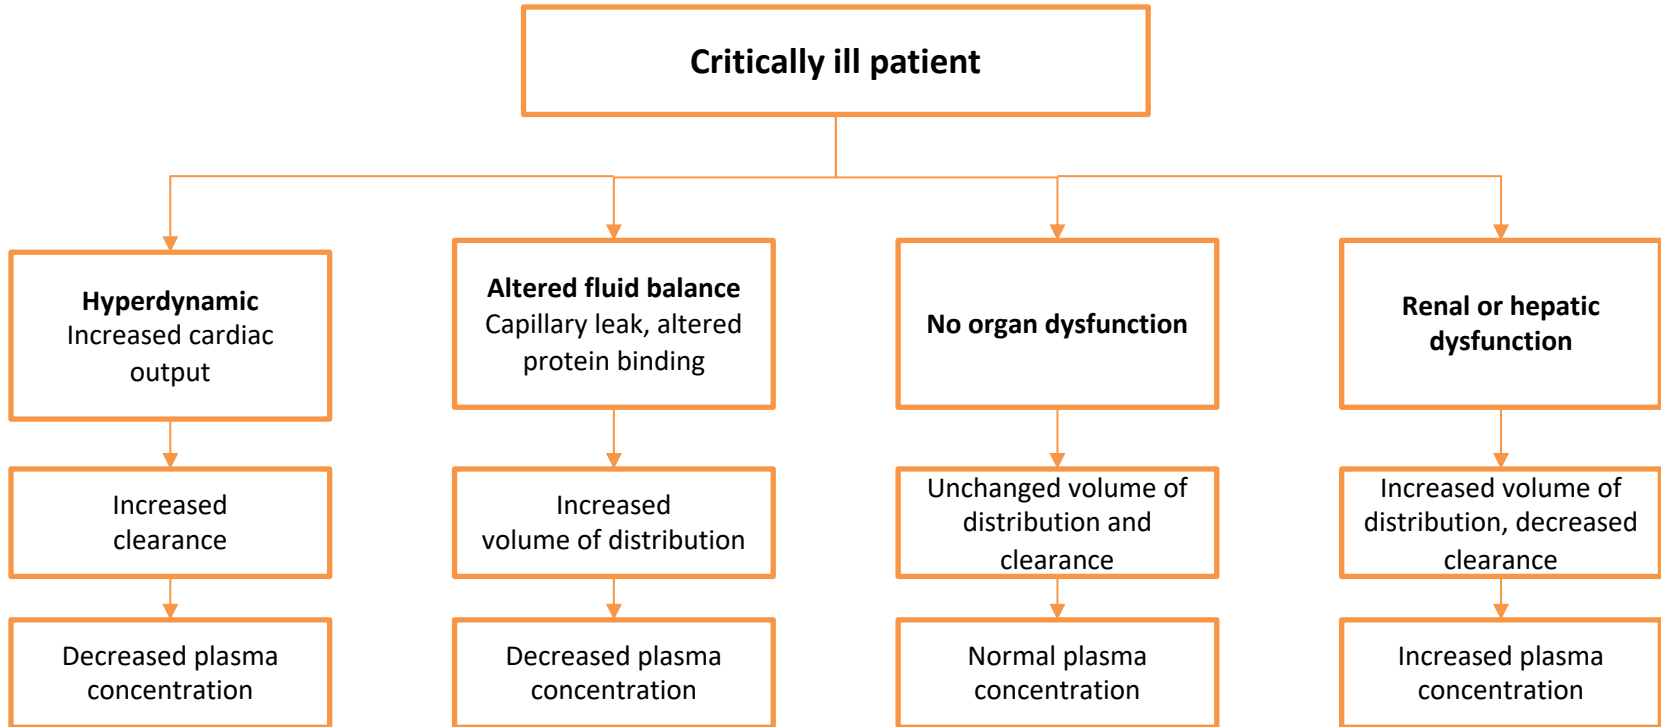 Critically ill patient
Hyperdynamic
Increased cardiac
output
Altered fluid balance
Capillary leak, altered
protein binding
No organ dysfunction
Renal or hepatic
dysfunction
Increased
clearance
Increased
volume of distribution
Unchanged volume of
distribution and
clearance
Increased volume of
distribution, decreased
clearance
Decreased plasma
concentration
Decreased plasma
concentration
Normal plasma
concentration
Increased plasma
concentration